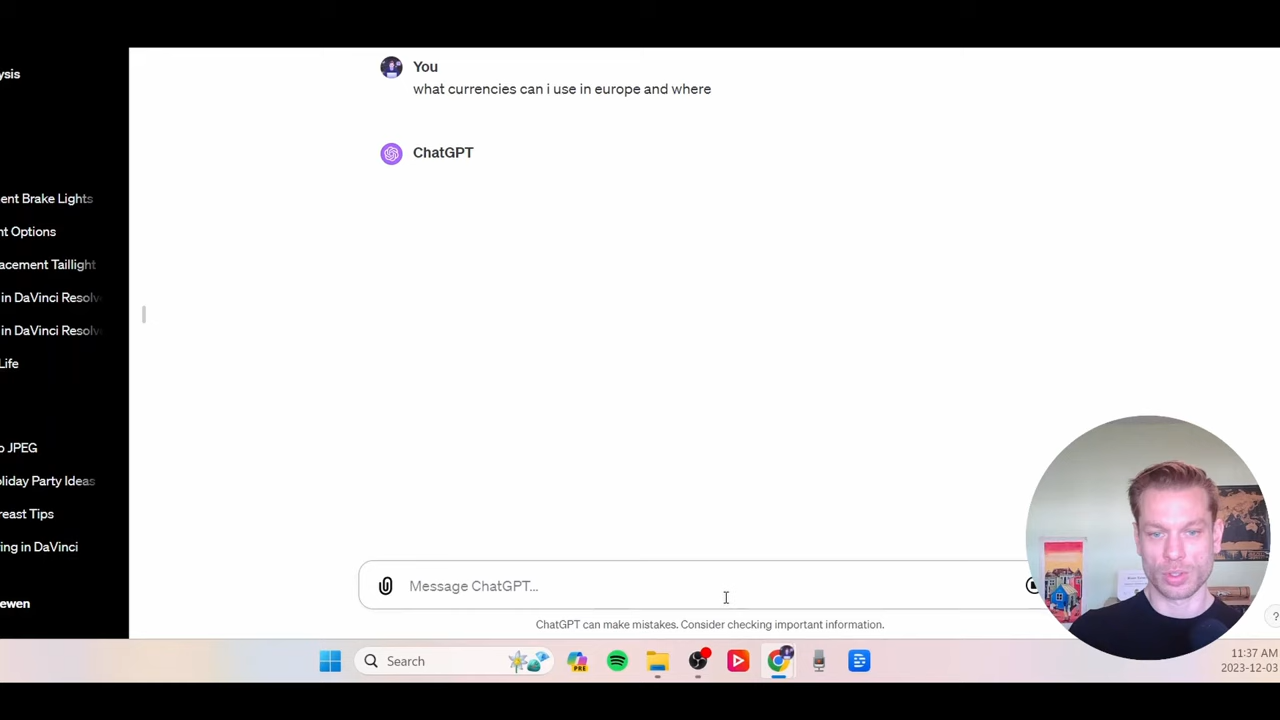 You
what currencies can i use in europe and where
ChatGPT
ysis
ent Brake Lights
nt Options
acement Taillight
in DaVinci Resolv
in DaVinci Resolv
Life
o JPEG
oliday Party Ideas
reast Tips
ing in DaVinci
ewen
Message ChatGPT...
ChatGPT can make mistakes. Consider checking important information.
?
Search
PRE
11:37 AM
2023-12-03